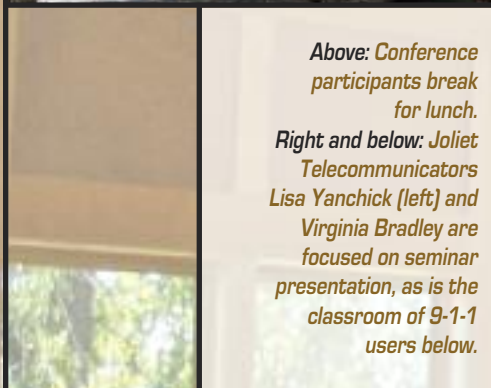 Above: Conference
participants break
for lunch.
Right and below: Joliet
Telecommunicators
Lisa Yanchick (left) and
Virginia Bradley are
focused on seminar
presentation, as is the
classroom of 9-1-1
users below.